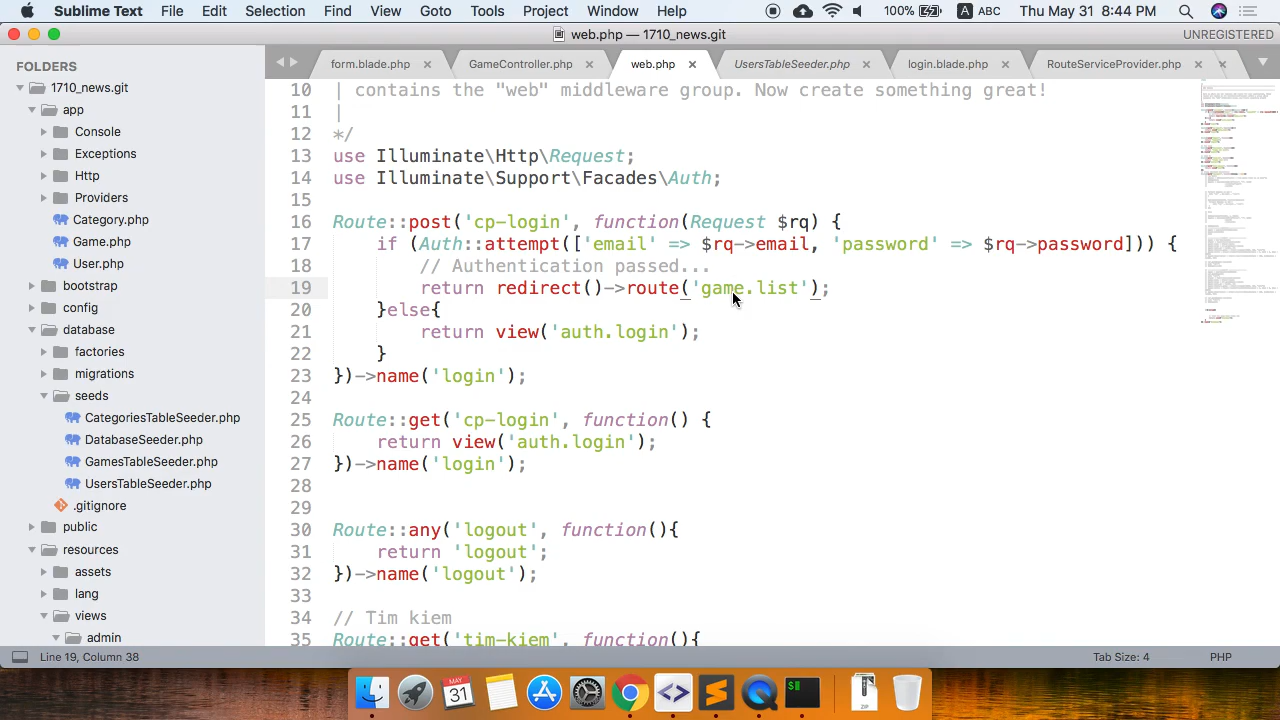 Sublime Text File Edit Selection Find View Goto Tools Project Window Help 100% A ABC Thu May 31 8:44 PM
web.php — 1710_news.git UNREGISTERED
FOLDERS
1710_news.git
app
Console
Exceptions
Http
Providers
Category.php
Game.php
User.php
config
database
factories
migrations
seeds
CategoriesTableSeeder.php
DatabaseSeeder.php
GamesTableSeeder.php
UsersTableSeeder.php
.gitignore
public
resources
assets
lang
views
admin
form.blade.php GameController.php web.php UsersTableSeeder.php login.blade.php RouteServiceProvider.php
10 | contains the "web" middleware group. Now create something great!
11 |
12 */
13 use Illuminate\Http\Request;
14 use Illuminate\Support\Facades\Auth;
15
16 Route::post('cp-login', function(Request $rq) {
17 if (Auth::attempt(['email' => $rq->email, 'password' => $rq->password])) {
18 // Authentication passed...
19 return redirect()->route('game.list');
20 }else{
21 return view('auth.login');
22 }
23 })->name('login');
24
25 Route::get('cp-login', function() {
26 return view('auth.login');
27 })->name('login');
28
29
30 Route::any('logout', function(){
31 return 'logout';
32 })->name('logout');
33
34 // Tim kiem
35 Route::get('tim-kiem', function(){
Line 19, Column 38 Tab Size: 4 PHP
MAY
31
ZIP